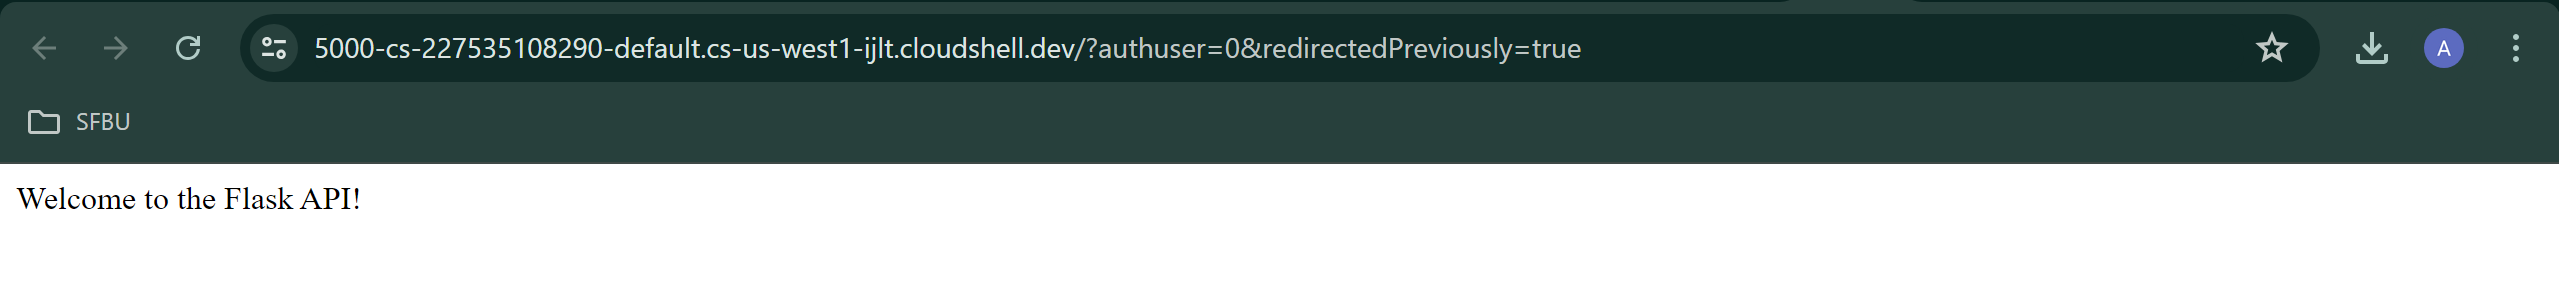 5000-cs-227535108290-default.cs-us-west1-ijlt.cloudshell.dev/?authuser=0&redirectedPreviously=true
A
SFBU
Welcome to the Flask API!